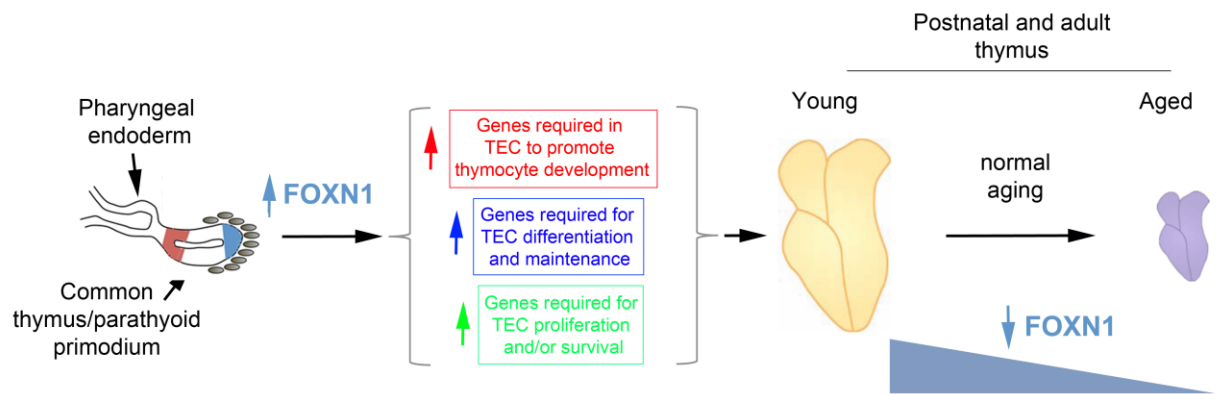 Pharyngeal
endoderm
Common
thymus/parathyoid
primodium
FOXN1
Genes required in
TEC to promote
thymocyte development
Genes required for
TEC differentiation
and maintenance
Genes required for
TEC proliferation
and/or survival
Postnatal and adult
thymus
Young
Aged
normal
aging
FOXN1